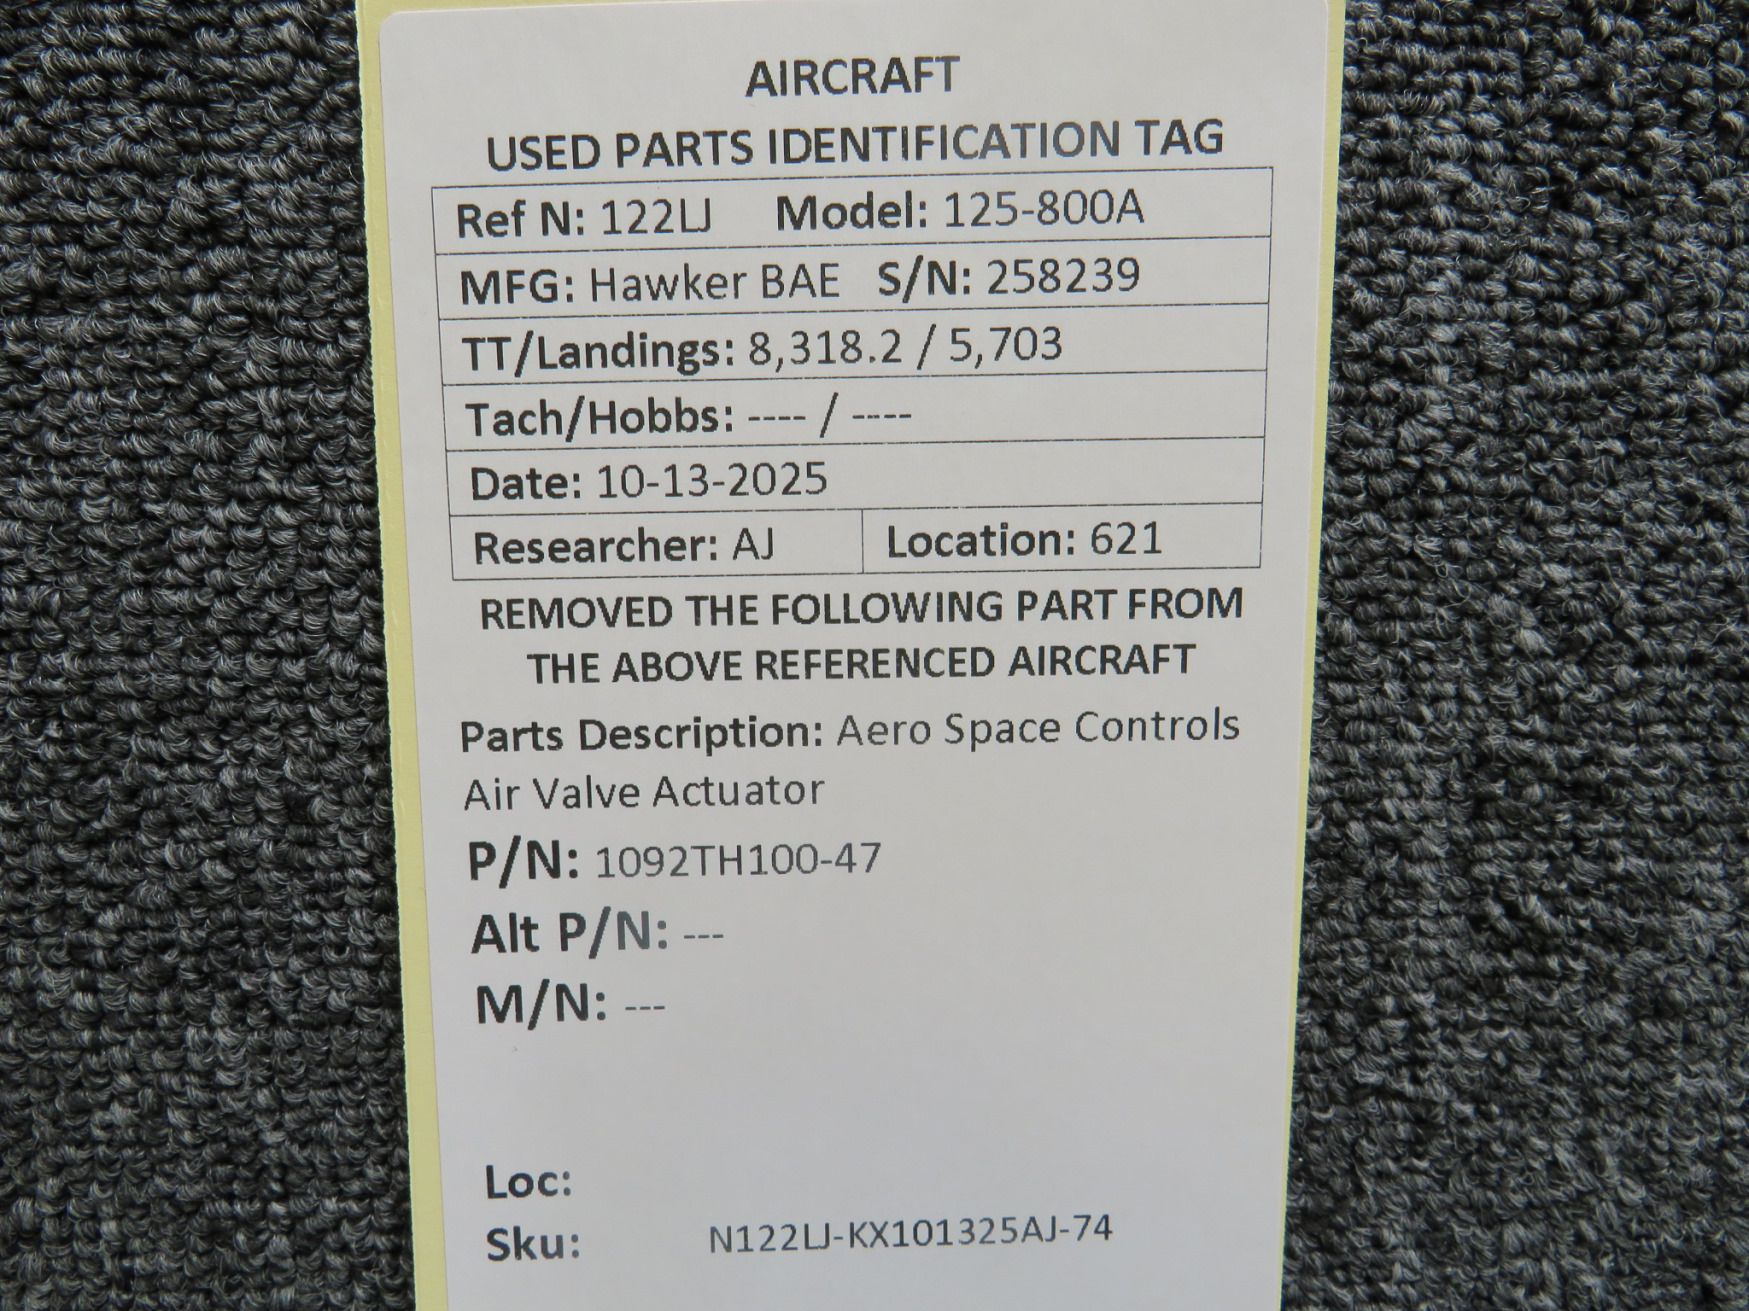 AIRCRAFT
USED PARTS IDENTIFICATION TAG
Ref N: 122LJ Model: 125-800A
MFG: Hawker BAE S/N: 258239
TT/Landings: 8,318.2 / 5,703
Tach/Hobbs: ---- / ----
Date: 10-13-2025
Researcher: AJ Location: 621
REMOVED THE FOLLOWING PART FROM
THE ABOVE REFERENCED AIRCRAFT
Parts Description: Aero Space Controls
Air Valve Actuator
P/N: 1092TH100-47
Alt P/N: ---
M/N: ---
Loc:
Sku: N122LJ-KX101325AJ-74